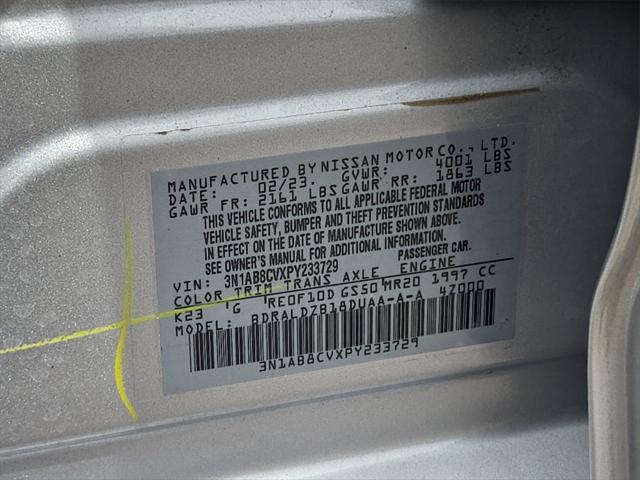 MANUFACTURED BY NISSAN MOTOR CO., LTD.
DATE: 02/23. GVWR: 4001 LBS
GAWR FR: 2161 LBS GAWR RR: 1863 LBS
THIS VEHICLE CONFORMS TO ALL APPLICABLE FEDERAL MOTOR
VEHICLE SAFETY, BUMPER AND THEFT PREVENTION STANDARDS
IN EFFECT ON THE DATE OF MANUFACTURE SHOWN ABOVE.
SEE OWNER'S MANUAL FOR ADDITIONAL INFORMATION.
VIN: 3N1AB8CVXPY233729 PASSENGER CAR.
COLOR TRIM TRANS AXLE ENGINE
K23 G RE0F10D GS50 MR20 1997 CC
MODEL: BDRALDZB18DUAA-A-A 47000
3N1AB8CVXPY233729